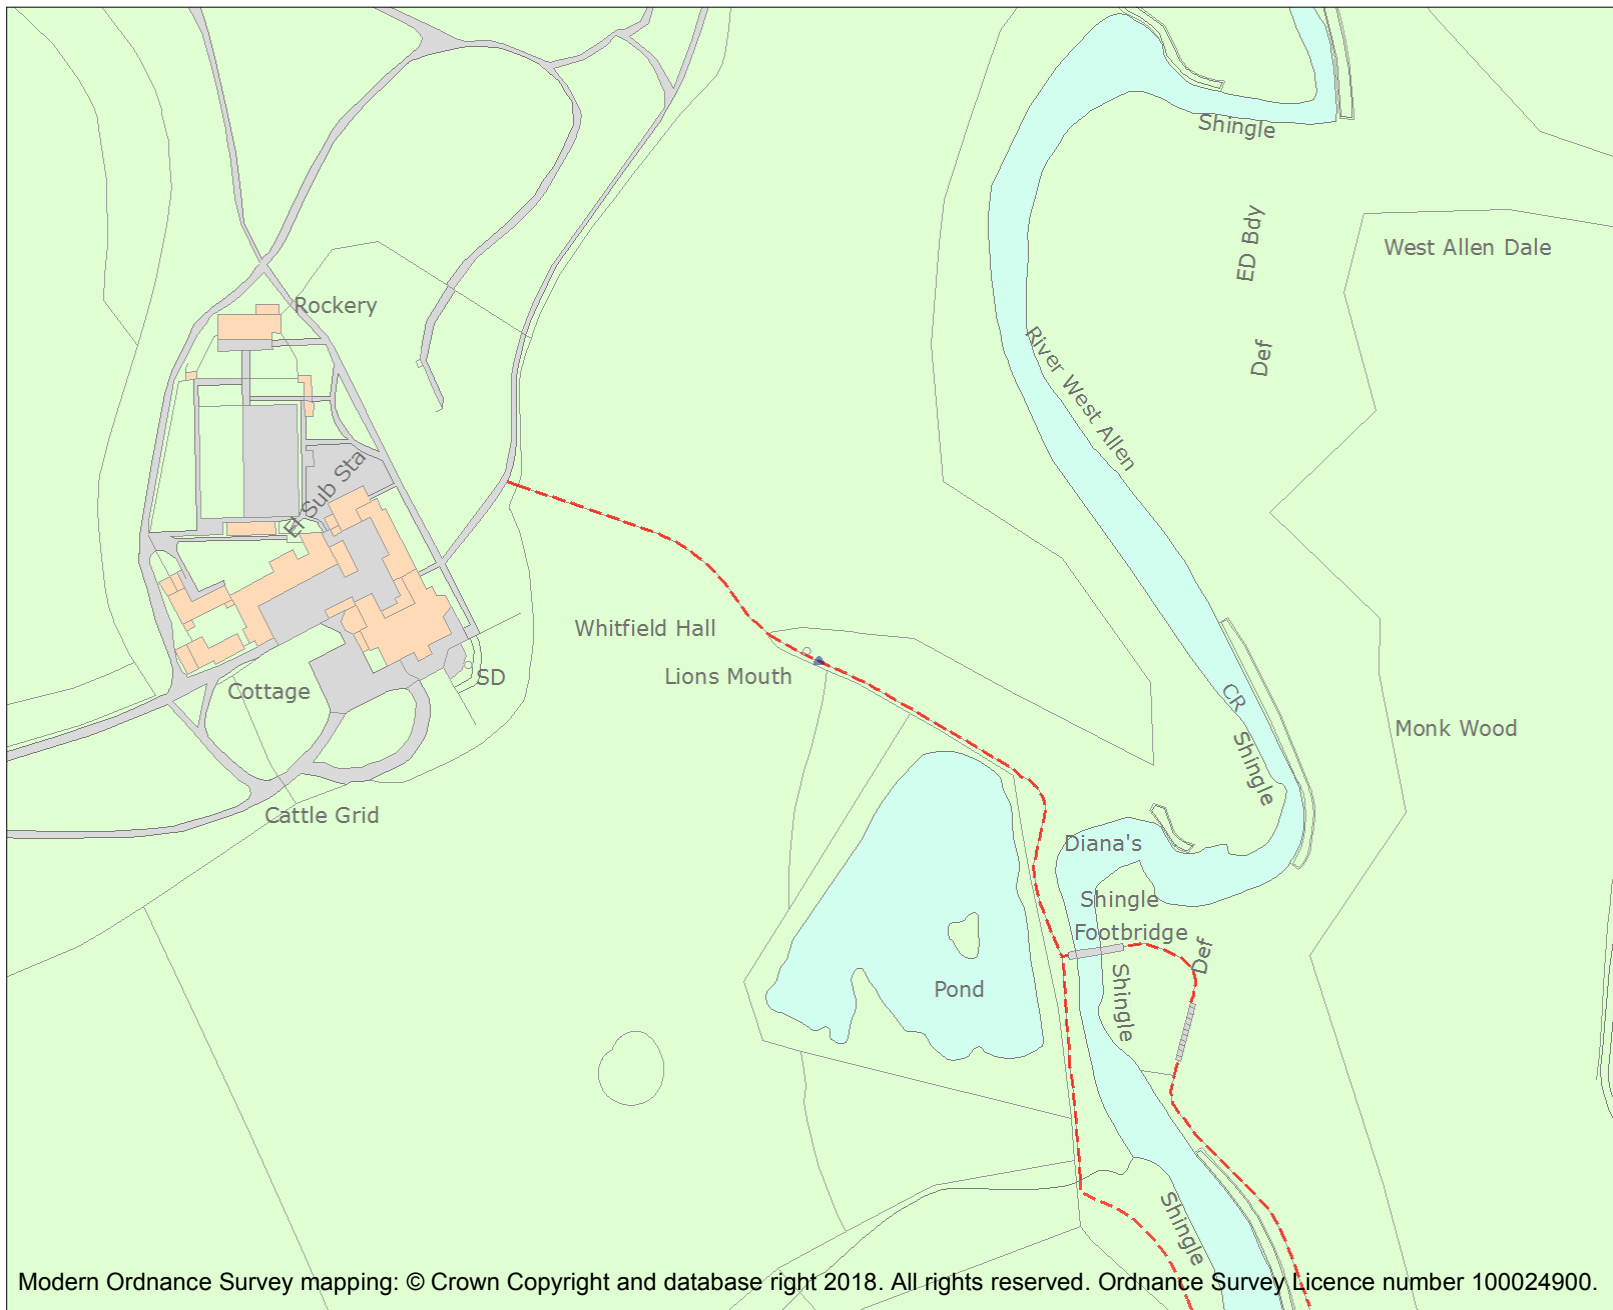 Shingle
ED Bdy
West Allen Dale
Rockery
Def
River West Allen
El Sub Sta
Whitfield Hall
Lions Mouth
SD
Cottage
CR
Monk Wood
Shingle
Cattle Grid
Diana's
Shingle
Footbridge
Def
Pond
Shingle
Shingle
Modern Ordnance Survey mapping: © Crown Copyright and database right 2018. All rights reserved. Ordnance Survey Licence number 100024900.